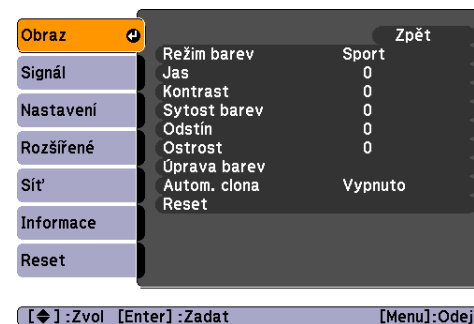 Obraz
Signál
Nastavení
Rozšířené
Síť
Informace
Reset
Zpět
Režim barev Sport
Jas 0
Kontrast 0
Sytost barev 0
Odstín 0
Ostrost 0
Úprava barev
Autom. clona Vypnuto
Reset
[◆] :Zvol [Enter] :Zadat [Menu]:Odej